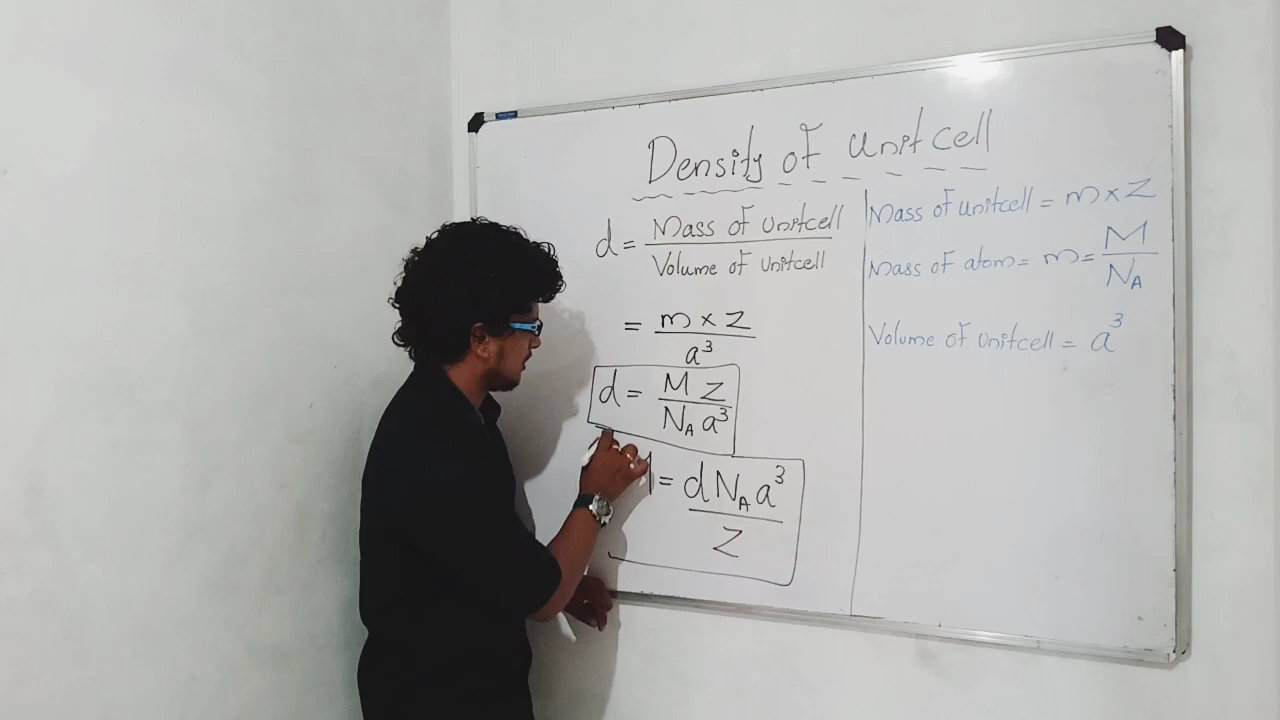 Density of unit cell
d = Mass of unitcell / Volume of unitcell
= m × Z / a³
d = M Z / N_A a³
= d N_A a³ / Z
Mass of unitcell = m × Z
Mass of atom = m = M / N_A
Volume of unitcell = a³